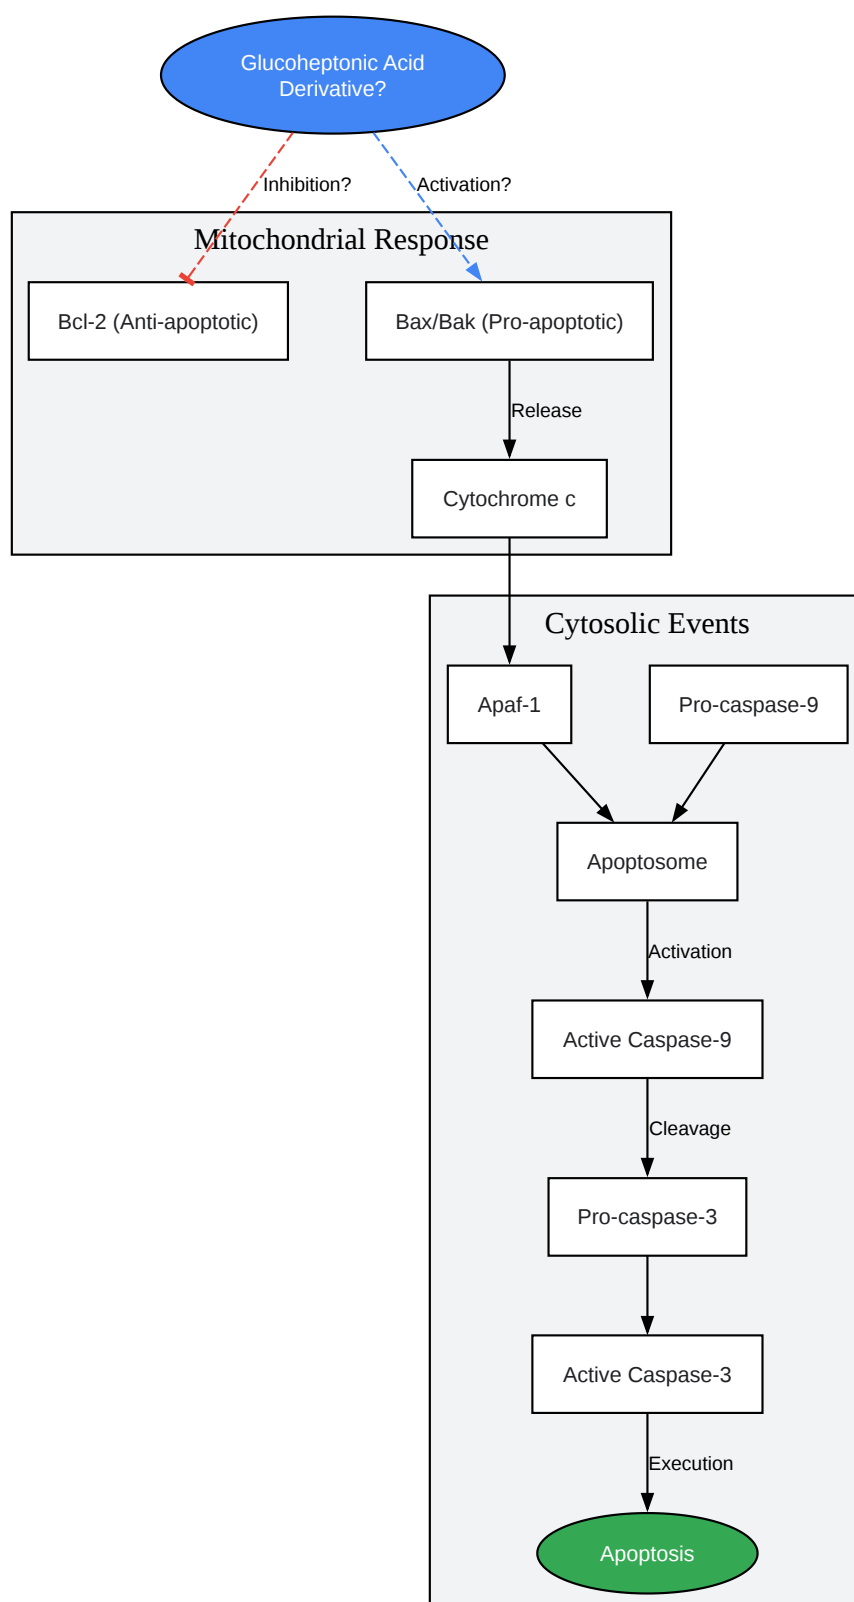 Glucoheptonic Acid
Derivative?
Inhibition?
Activation?
Mitochondrial Response
Bcl-2 (Anti-apoptotic)
Bax/Bak (Pro-apoptotic)
Release
Cytochrome c
Cytosolic Events
Apaf-1
Pro-caspase-9
Apoptosome
Activation
Active Caspase-9
Cleavage
Pro-caspase-3
Active Caspase-3
Execution
Apoptosis